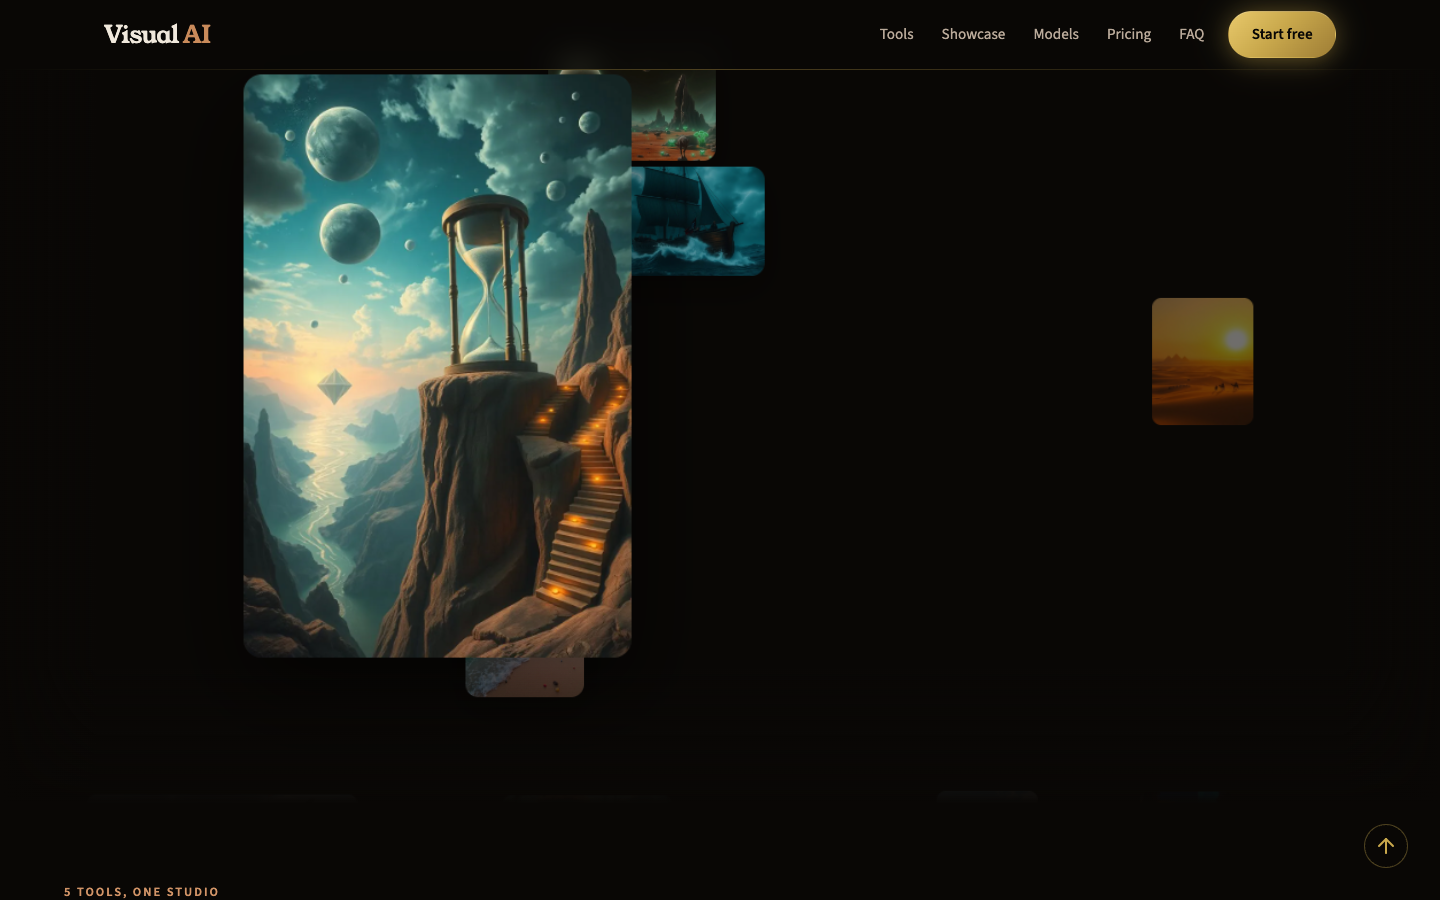 Visual AI
Tools
Showcase
Models
Pricing
FAQ
Start free
5 TOOLS, ONE STUDIO